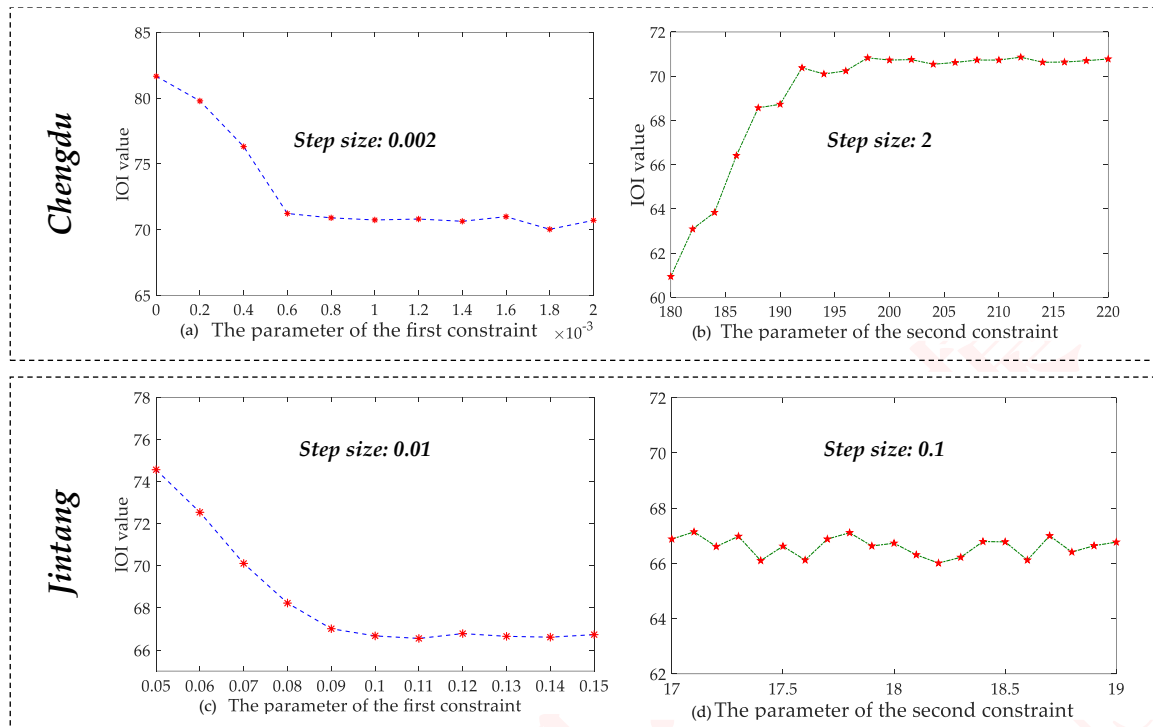 Chengdu
85
80
75
70
65
IOI value
Step size: 0.002
0 0.2 0.4 0.6 0.8 1 1.2 1.4 1.6 1.8 2
(a) The parameter of the first constraint ×10⁻³
72
70
68
66
64
62
60
IOI value
Step size: 2
180 185 190 195 200 205 210 215 220
(b) The parameter of the second constraint
Jintang
78
76
74
72
70
68
66
IOI value
Step size: 0.01
0.05 0.06 0.07 0.08 0.09 0.1 0.11 0.12 0.13 0.14 0.15
(c) The parameter of the first constraint
72
70
68
66
64
62
Step size: 0.1
17 17.5 18 18.5 19
(d) The parameter of the second constraint